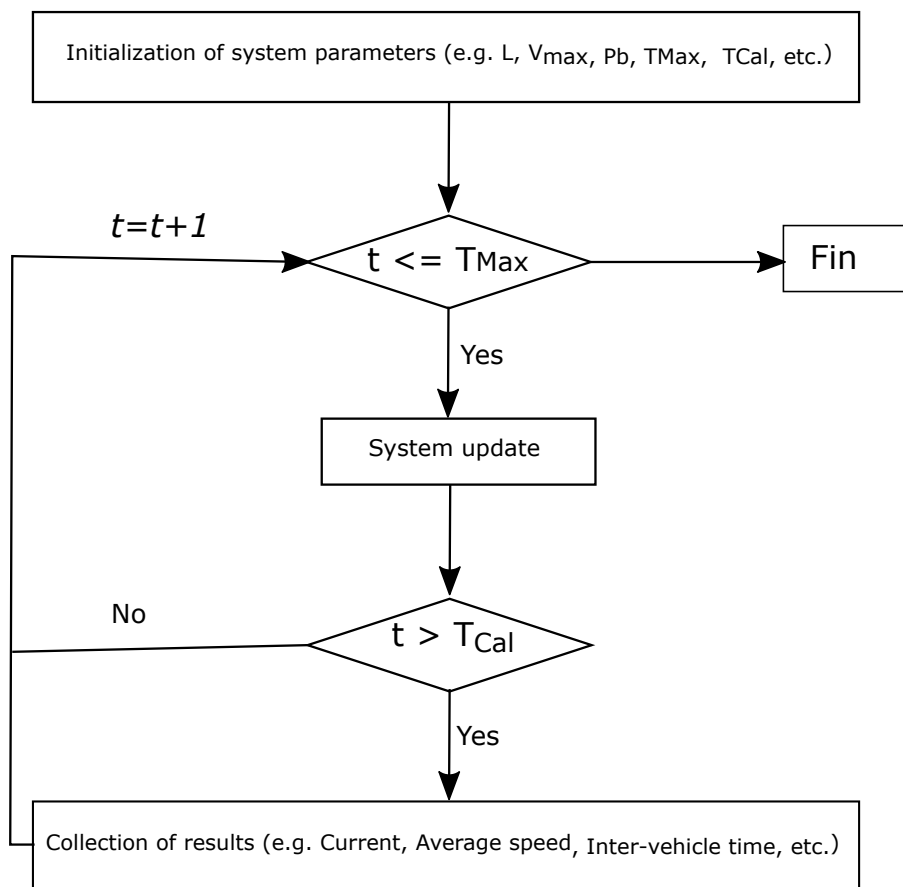 Initialization of system parameters (e.g. L, Vmax, Pb, TMax, TCal, etc.)
t=t+1
t <= TMax
Fin
Yes
System update
No
t > TCal
Yes
Collection of results (e.g. Current, Average speed, Inter-vehicle time, etc.)